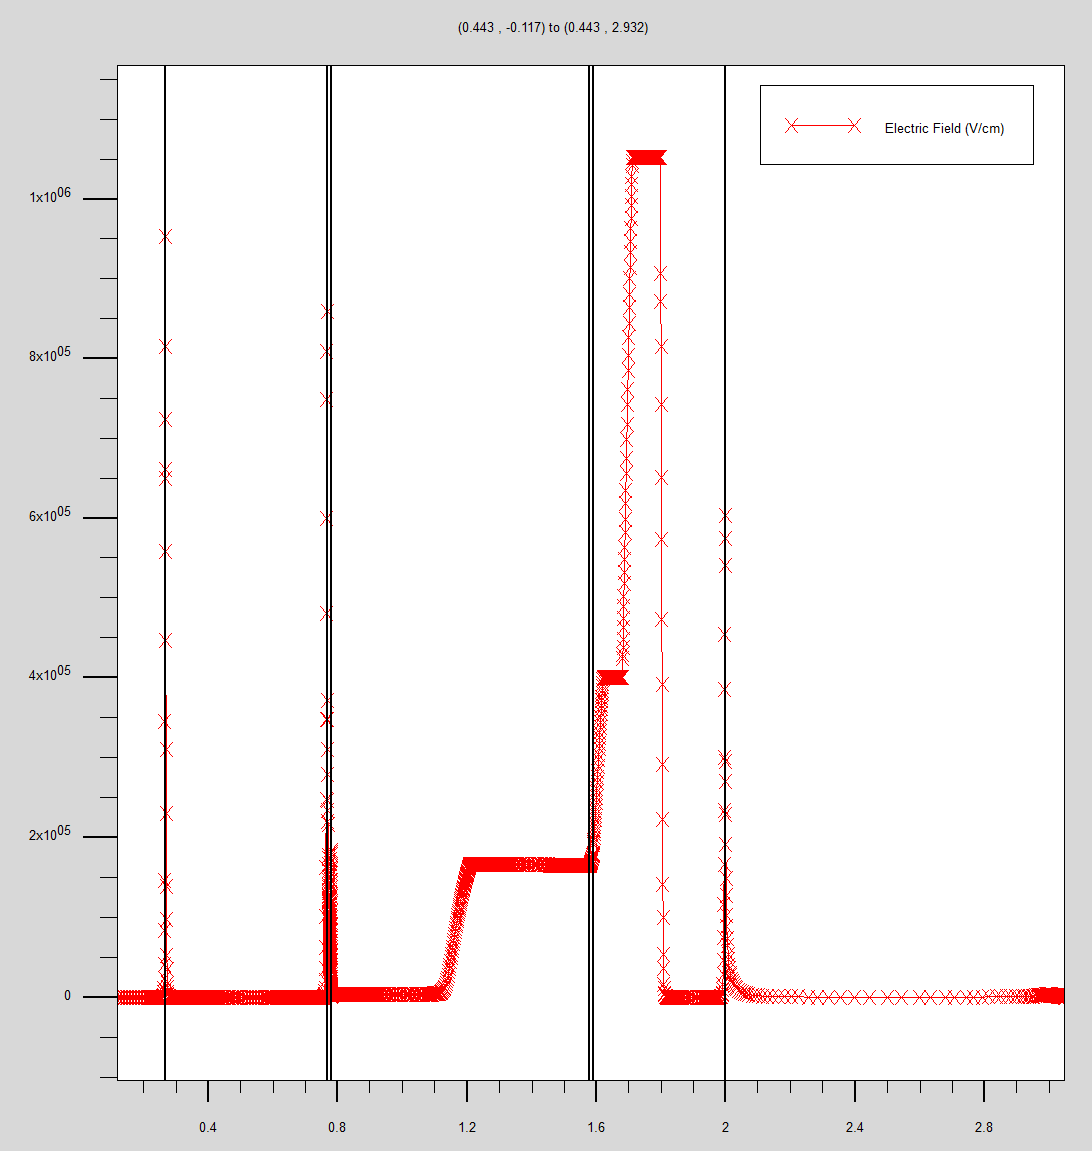 (0.443 , -0.117) to (0.443 , 2.932)
Electric Field (V/cm)
1x10^06
8x10^05
6x10^05
4x10^05
2x10^05
0
0.4 0.8 1.2 1.6 2 2.4 2.8